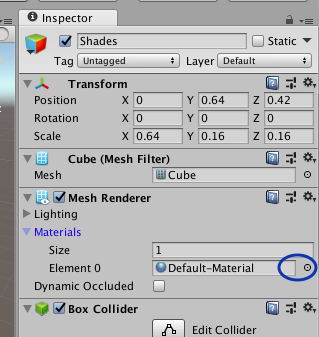 Inspector
Shades
Static
Tag Untagged Layer Default
Transform
Position X 0 Y 0.64 Z 0.42
Rotation X 0 Y 0 Z 0
Scale X 0.64 Y 0.16 Z 0.16
Cube (Mesh Filter)
Mesh Cube
Mesh Renderer
Lighting
Materials
Size 1
Element 0 Default-Material
Dynamic Occluded
Box Collider
Edit Collider